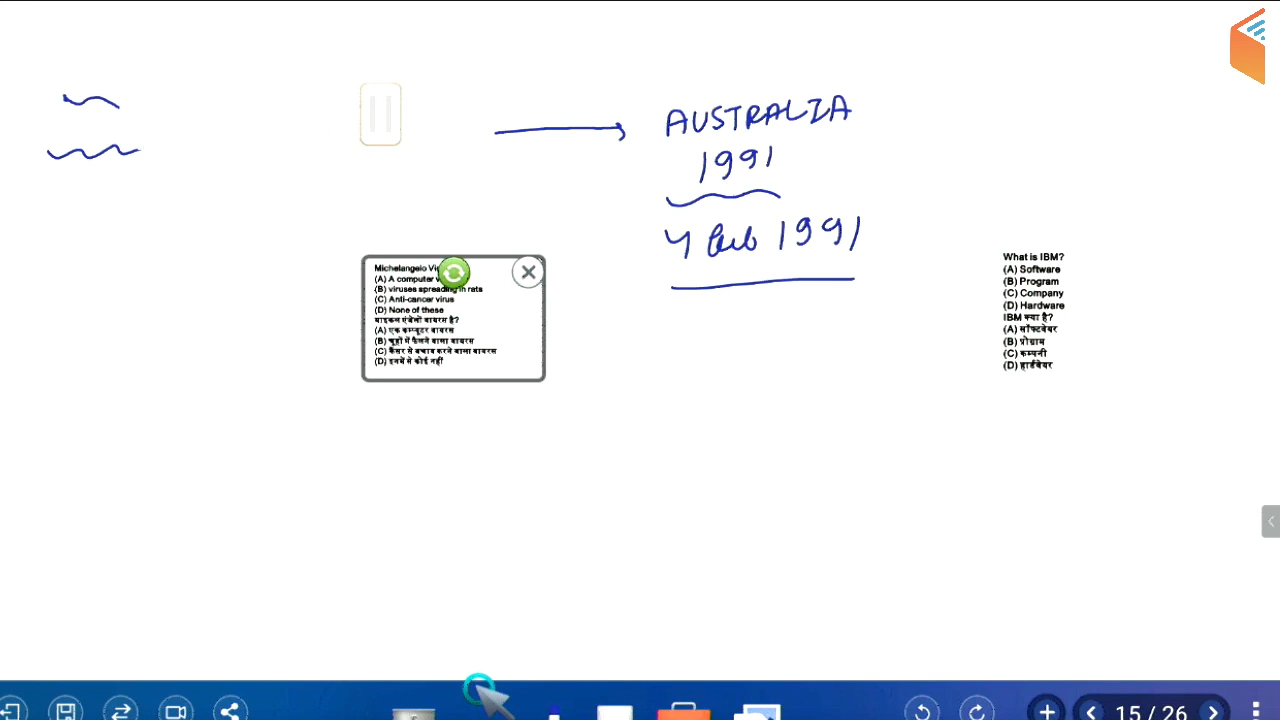 AUSTRALIA
1991
4 Feb 1991
Michelangelo
(A) A computer
(B) viruses spreading in rats
(C) Anti-cancer virus
(D) None of these
माइकल एंजेलो वायरस है?
(A) एक कम्प्यूटर वायरस
(B) चूहों में फैलने वाला वायरस
(C) कैंसर से बचाव करने वाला वायरस
(D) इनमें से कोई नहीं
What is IBM?
(A) Software
(B) Program
(C) Company
(D) Hardware
IBM क्या है?
(A) सॉफ्टवेयर
(B) प्रोग्राम
(C) कम्पनी
(D) हार्डवेयर
15 / 26